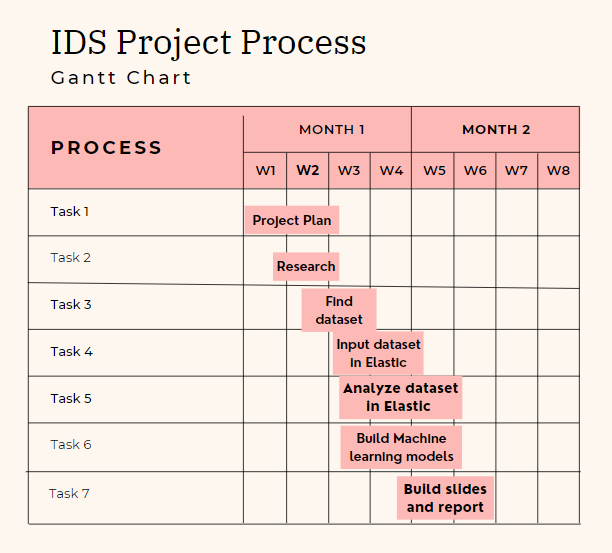 IDS Project Process
Gantt Chart
PROCESS
MONTH 1
MONTH 2
W1 W2 W3 W4 W5 W6 W7 W8
Task 1
Project Plan
Task 2
Research
Task 3
Find
dataset
Task 4
Input dataset
in Elastic
Task 5
Analyze dataset
in Elastic
Task 6
Build Machine
learning models
Task 7
Build slides
and report